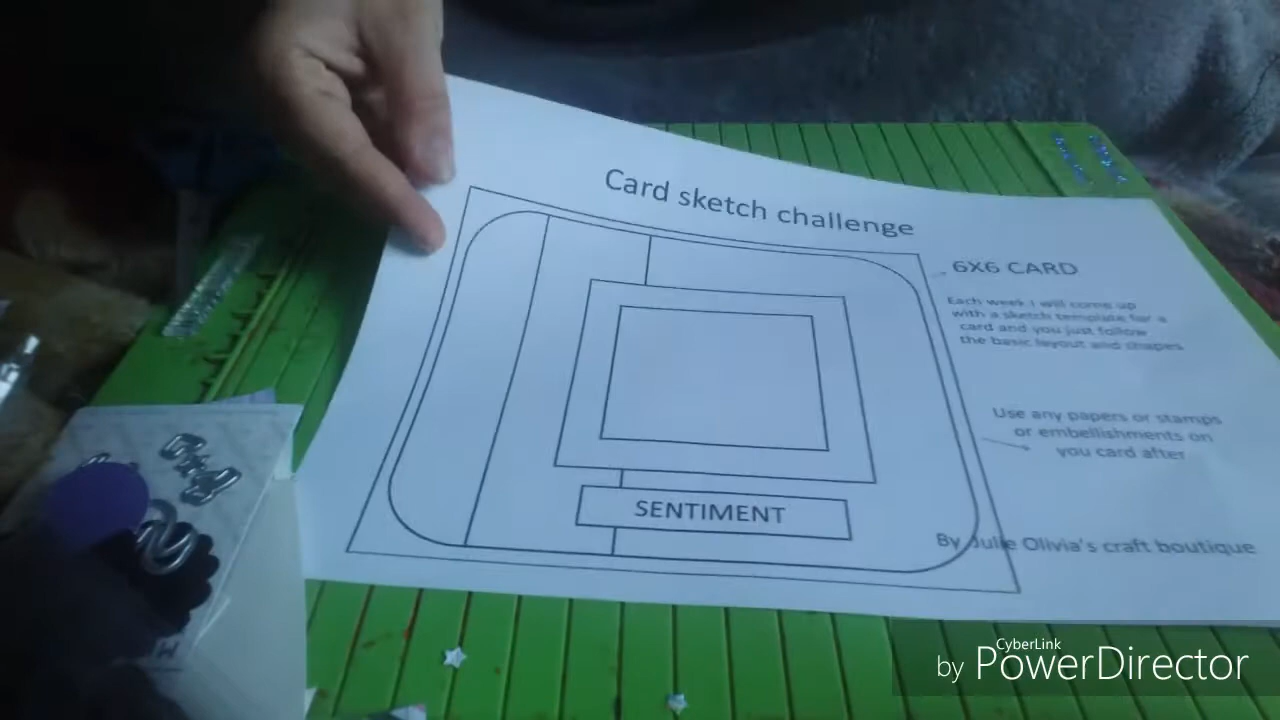 Card sketch challenge
6X6 CARD
Each week I will come up
with a sketch template for a
card and you just follow
the basic layout and shapes
Use any papers or stamps
or embellishments on
you card after
SENTIMENT
By Julie Olivia's craft boutique
CyberLink
by PowerDirector